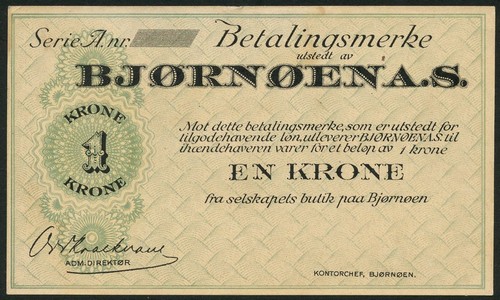 Serie A. nr. Betalingsmerke
utstedt av
BJØRNØEN A.S.
KRONE
1
KRONE
Mot dette betalingsmerke, som er utstedt for
tilgodehavende løn, utleverer BJØRNØEN A.S. til
ihændehaveren varer for et beløp av 1 krone
EN KRONE
fra selskapets butik paa Bjørnøen
ADM. DIREKTØR
KONTORCHEF, BJØRNØEN.